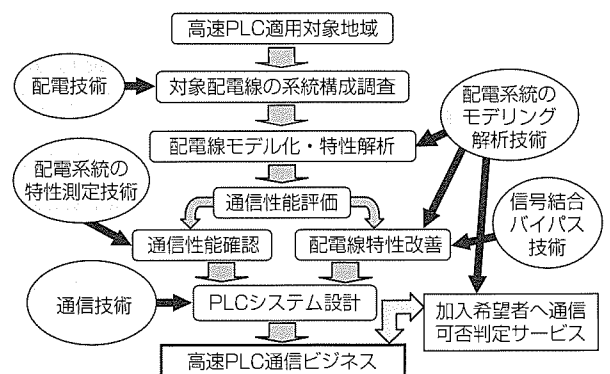 高速PLC適用対象地域
配電技術
対象配電線の系統構成調査
配電系統の
モデリング
解析技術
配電線モデル化・特性解析
配電系統の
特性測定技術
通信性能評価
信号結合
バイパス
技術
通信性能確認
配電線特性改善
通信技術
PLCシステム設計
加入希望者へ通信
可否判定サービス
高速PLC通信ビジネス